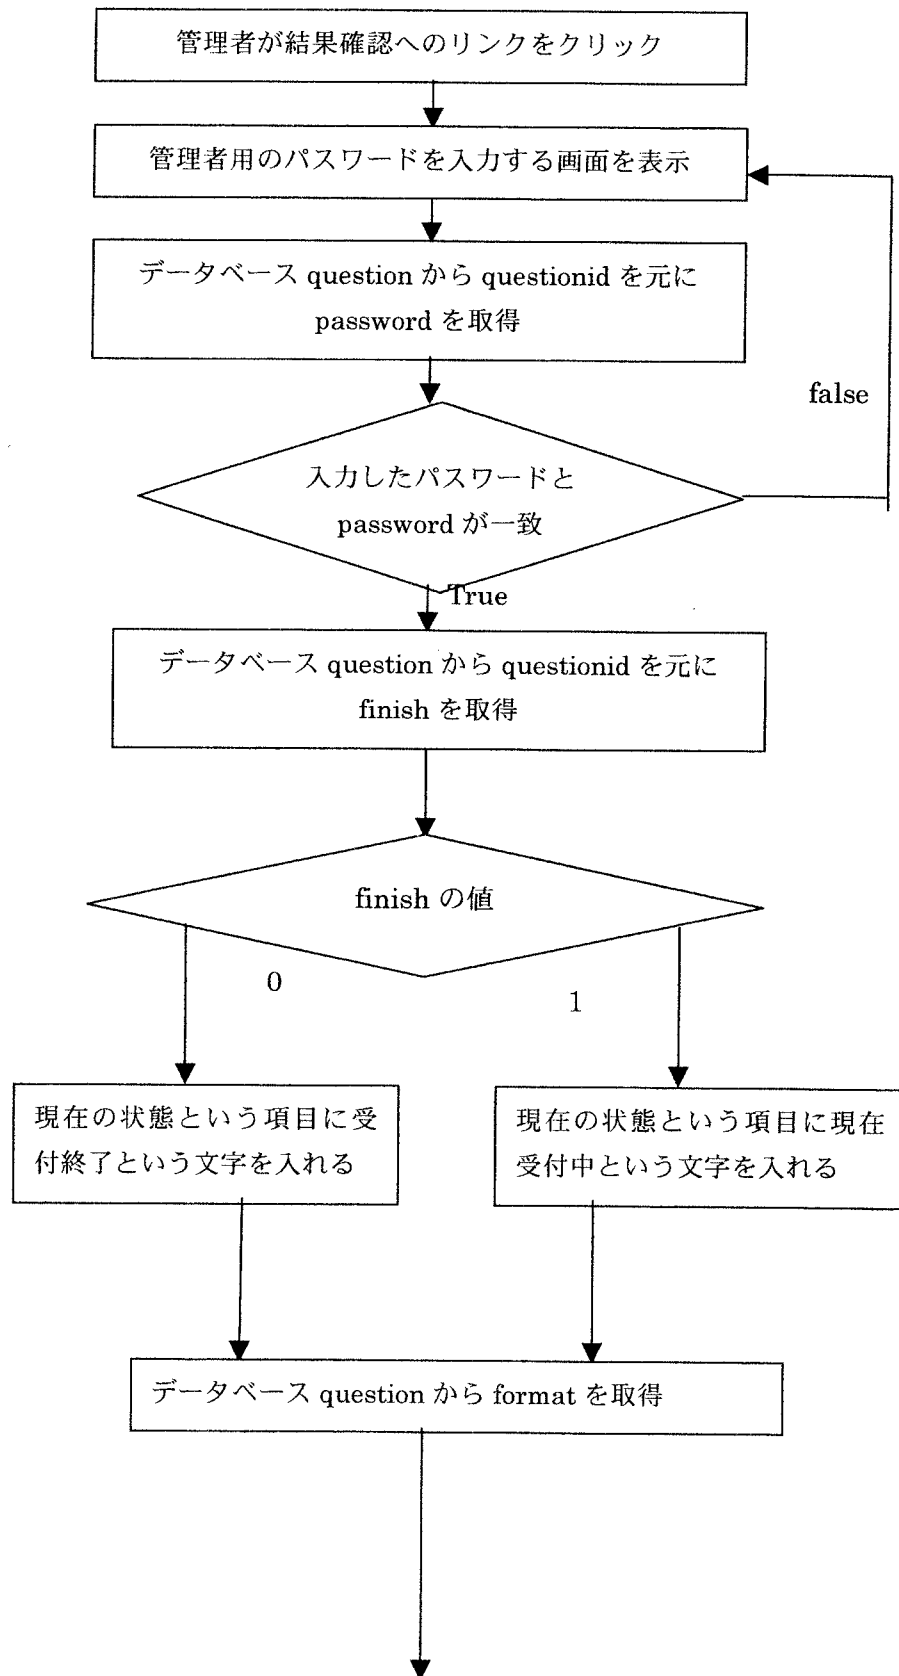 管理者が結果確認へのリンクをクリック
管理者用のパスワードを入力する画面を表示
データベース question から questionid を元に
password を取得
false
入力したパスワードと
password が一致
True
データベース question から questionid を元に
finish を取得
finish の値
0
1
現在の状態という項目に受
付終了という文字を入れる
現在の状態という項目に現在
受付中という文字を入れる
データベース question から format を取得